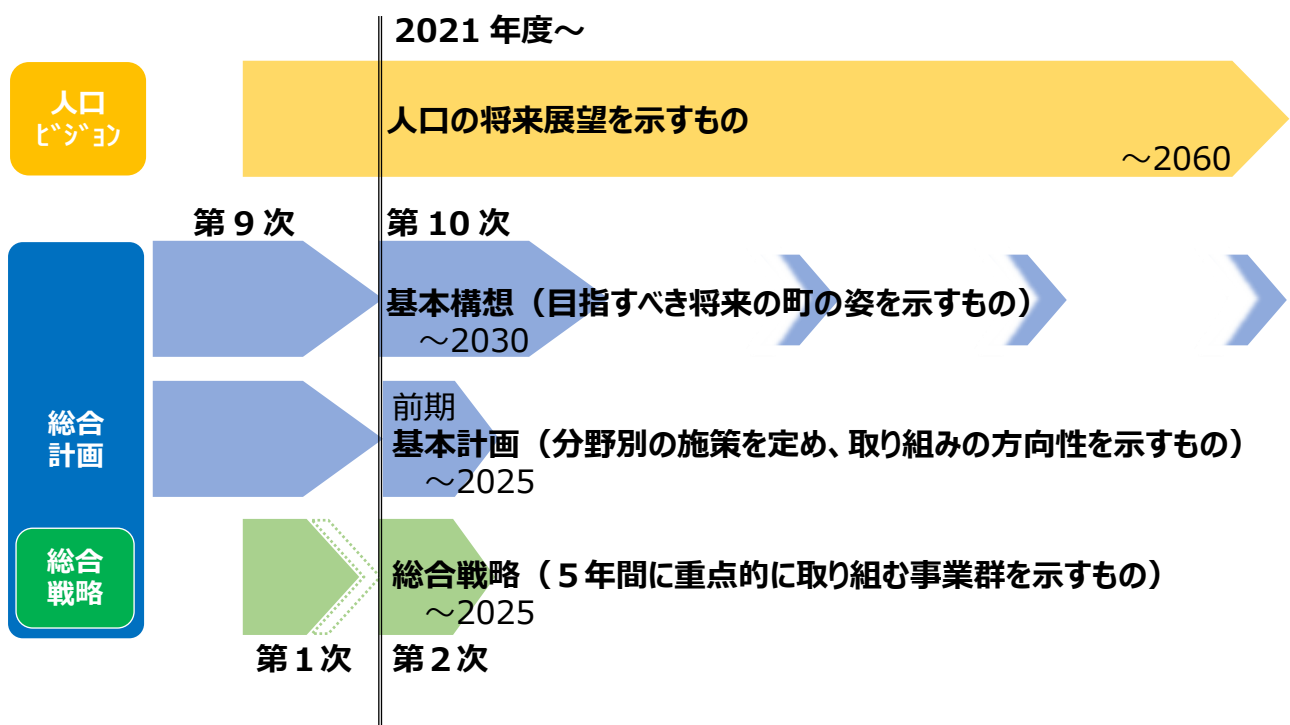 2021 年度～
人口
ﾋﾞｼﾞｮﾝ
人口の将来展望を示すもの
～2060
第９次
第 10 次
基本構想（目指すべき将来の町の姿を示すもの）
～2030
総合
計画
前期
基本計画（分野別の施策を定め、取り組みの方向性を示すもの）
～2025
総合
戦略
総合戦略（５年間に重点的に取り組む事業群を示すもの）
～2025
第１次
第２次